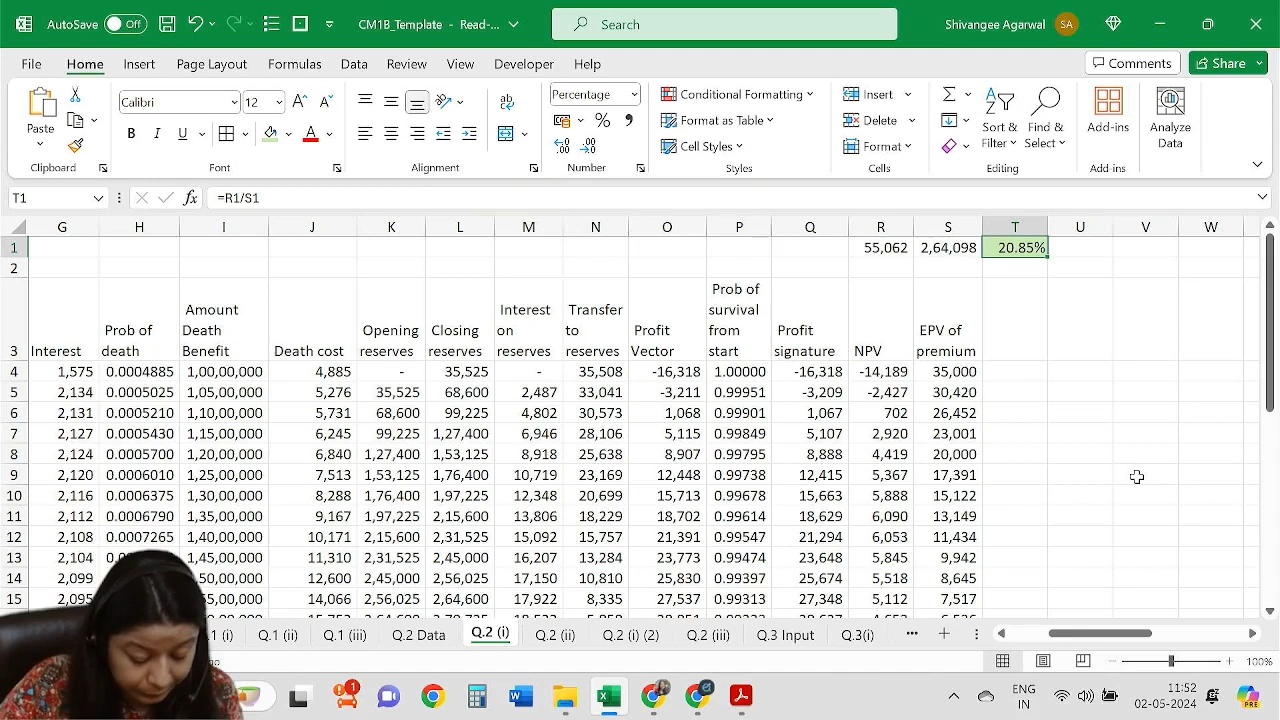 AutoSave Off CM1B_Template - Read-... Search Shivangee Agarwal SA
File Home Insert Page Layout Formulas Data Review View Developer Help Comments Share
Paste Calibri 12 Percentage Conditional Formatting Insert
B I U Format as Table Delete
Cell Styles Format Sort & Filter Find & Select Add-ins Analyze Data
Clipboard Font Alignment Number Styles Cells Editing Add-ins
T1 fx =R1/S1
G H I J K L M N O P Q R S T U V W
1 55,062 2,64,098 20.85%
2
3 Interest Prob of death Amount Death Benefit Death cost Opening reserves Closing reserves Interest on reserves Transfer to reserves Profit Vector Prob of survival from start Profit signature NPV EPV of premium
4 1,575 0.0004885 1,00,00,000 4,885 - 35,525 - 35,508 -16,318 1.00000 -16,318 -14,189 35,000
5 2,134 0.0005025 1,05,00,000 5,276 35,525 68,600 2,487 33,041 -3,211 0.99951 -3,209 -2,427 30,420
6 2,131 0.0005210 1,10,00,000 5,731 68,600 99,225 4,802 30,573 1,068 0.99901 1,067 702 26,452
7 2,127 0.0005430 1,15,00,000 6,245 99,225 1,27,400 6,946 28,106 5,115 0.99849 5,107 2,920 23,001
8 2,124 0.0005700 1,20,00,000 6,840 1,27,400 1,53,125 8,918 25,638 8,907 0.99795 8,888 4,419 20,000
9 2,120 0.0006010 1,25,00,000 7,513 1,53,125 1,76,400 10,719 23,169 12,448 0.99738 12,415 5,367 17,391
10 2,116 0.0006375 1,30,00,000 8,288 1,76,400 1,97,225 12,348 20,699 15,713 0.99678 15,663 5,888 15,122
11 2,112 0.0006790 1,35,00,000 9,167 1,97,225 2,15,600 13,806 18,229 18,702 0.99614 18,629 6,090 13,149
12 2,108 0.0007265 1,40,00,000 10,171 2,15,600 2,31,525 15,092 15,757 21,391 0.99547 21,294 6,053 11,434
13 2,104 1,45,00,000 11,310 2,31,525 2,45,000 16,207 13,284 23,773 0.99474 23,648 5,845 9,942
14 2,099 50,00,000 12,600 2,45,000 2,56,025 17,150 10,810 25,830 0.99397 25,674 5,518 8,645
15 2,095 55,00,000 14,066 2,56,025 2,64,600 17,922 8,335 27,537 0.99313 27,348 5,112 7,517
1 (i) Q.1 (ii) Q.1 (iii) Q.2 Data Q.2 (i) Q.2 (ii) Q.2 (i) (2) Q.2 (iii) Q.3 Input Q.3(i)
100%
1 ENG IN 11:52 02-05-2024 PRE